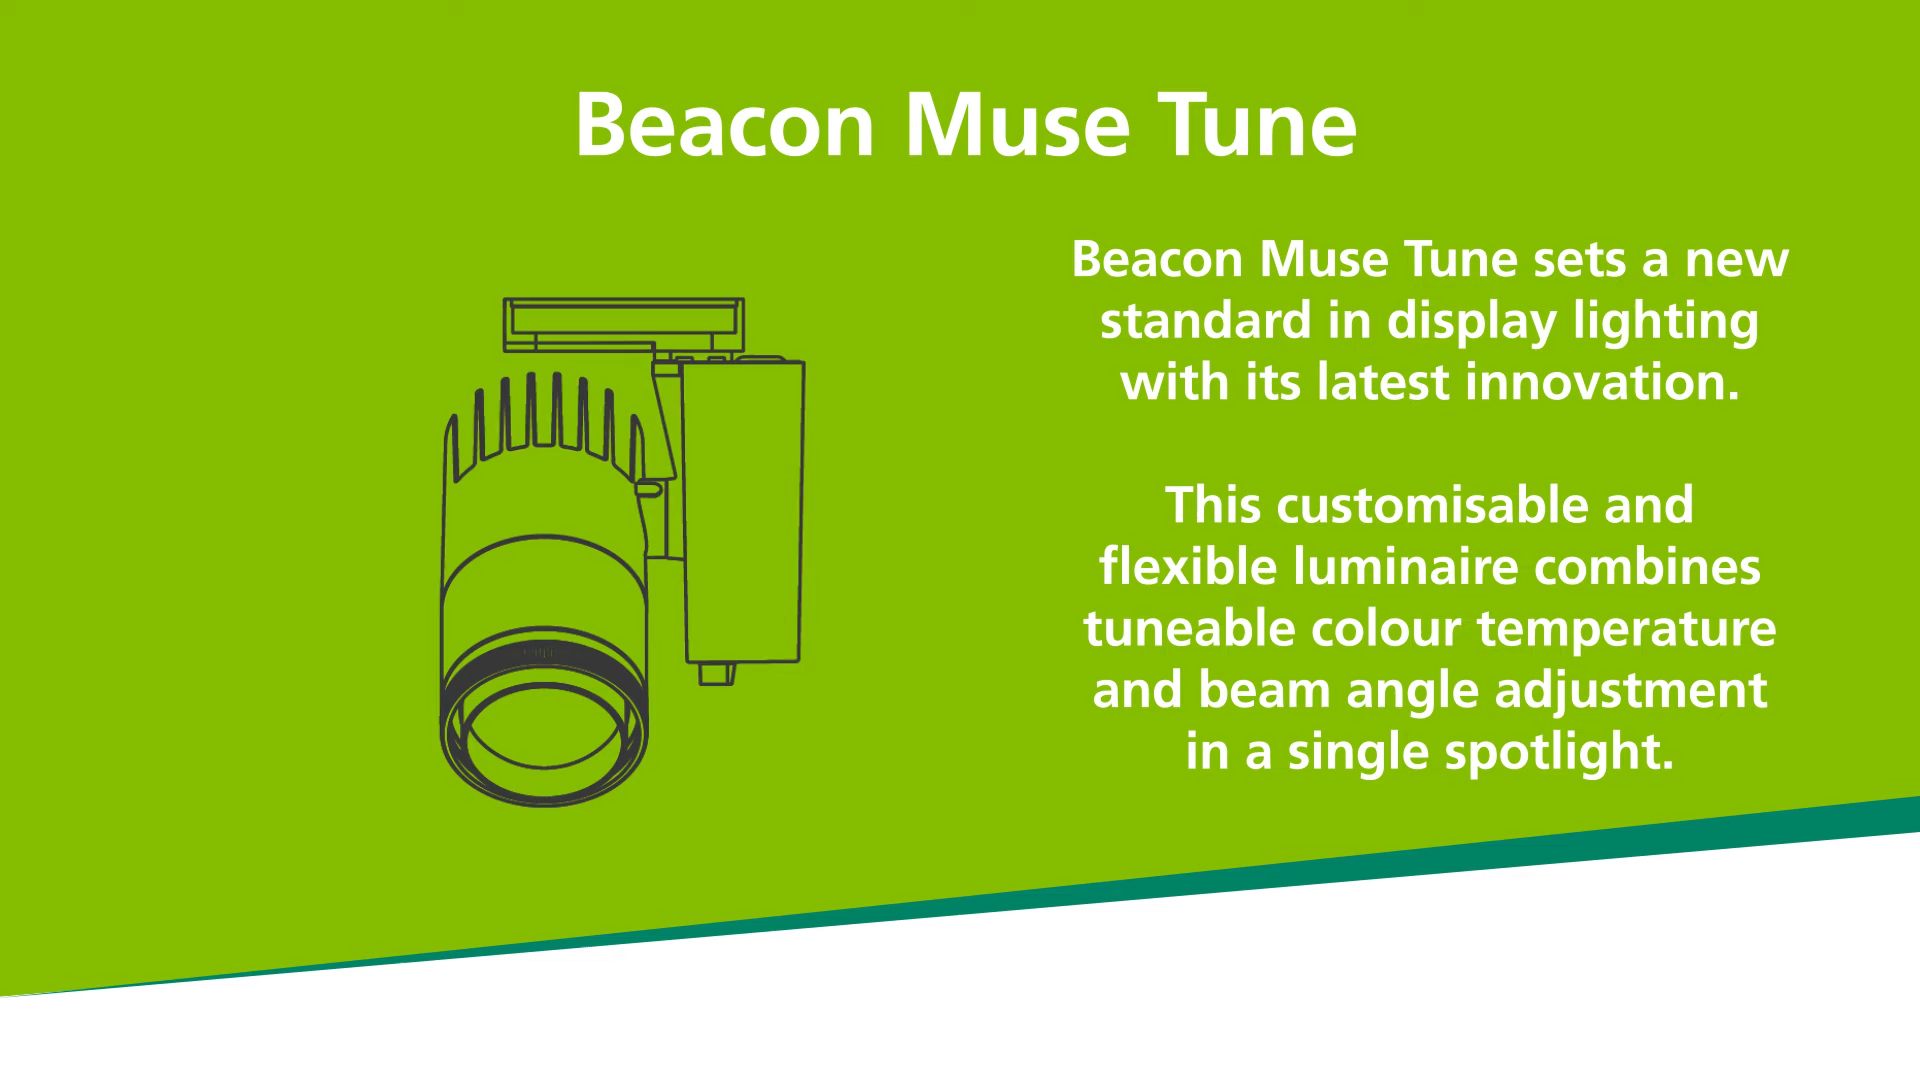 Beacon Muse Tune
Beacon Muse Tune sets a new
standard in display lighting
with its latest innovation.
This customisable and
flexible luminaire combines
tuneable colour temperature
and beam angle adjustment
in a single spotlight.